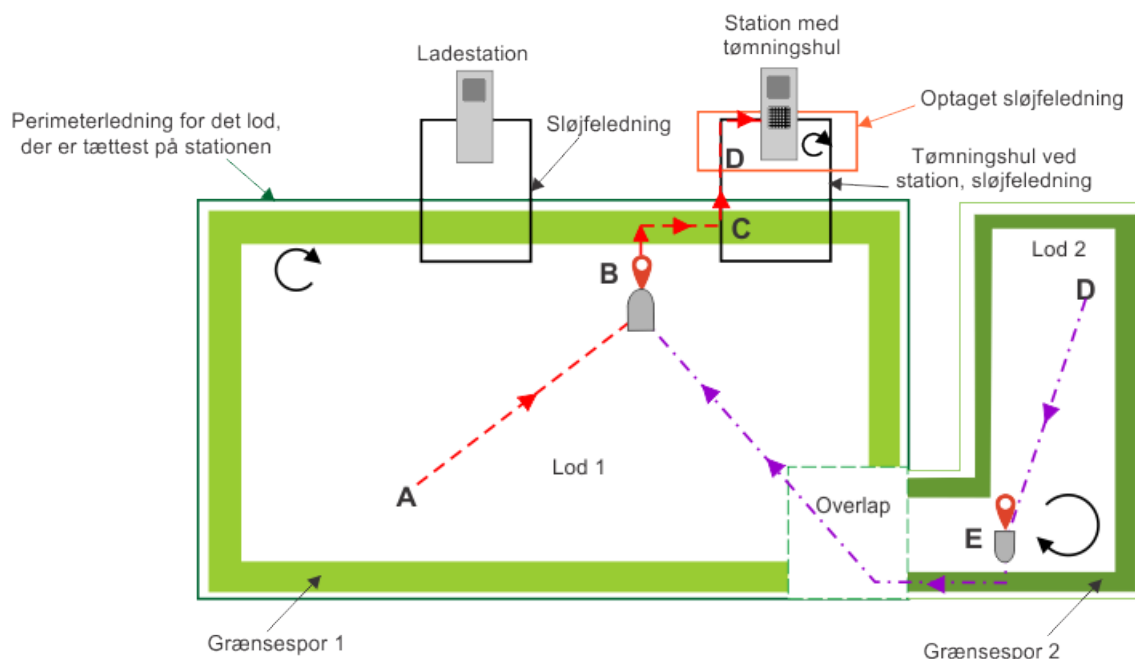 Station med
tømningshul
Ladestation
Optaget sløjfeledning
Perimeterledning for det lod,
der er tættest på stationen
Sløjfeledning
D
Tømningshul ved
station, sløjfeledning
C
B
Lod 2
D
A
Lod 1
Overlap
E
Grænsespor 1
Grænsespor 2